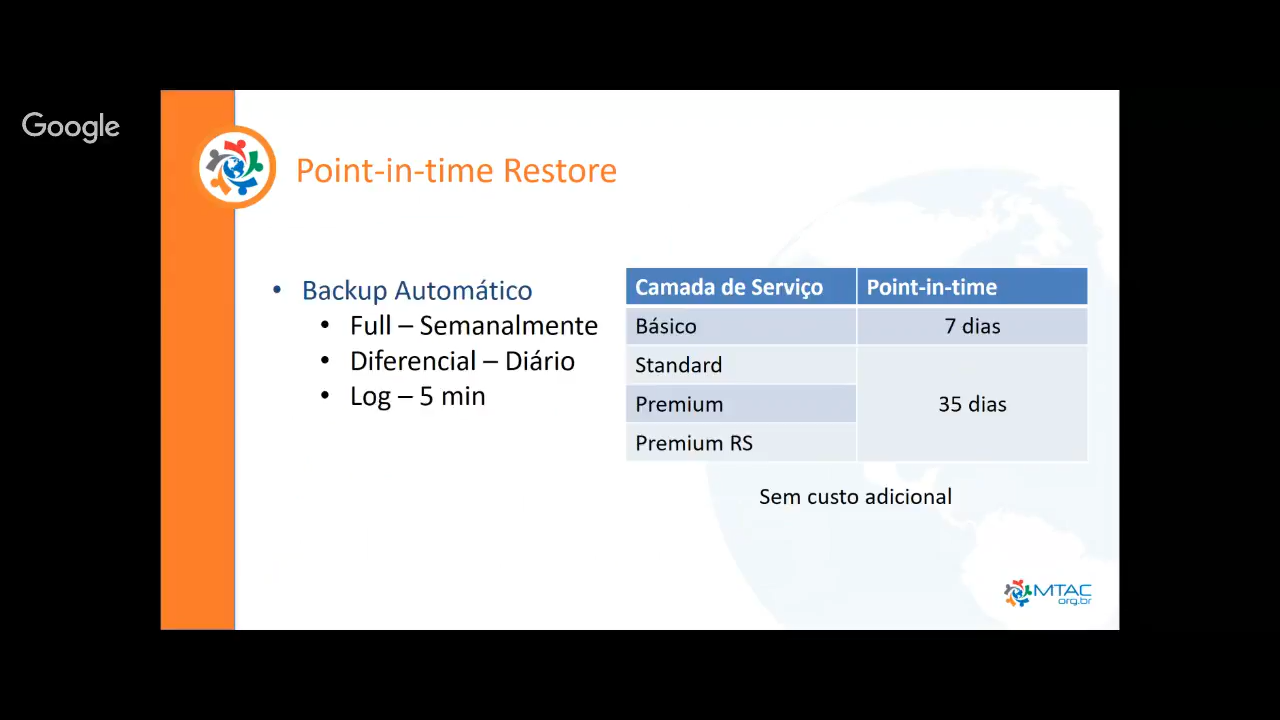 Google
Point-in-time Restore
• Backup Automático
• Full – Semanalmente
• Diferencial – Diário
• Log – 5 min
Camada de Serviço Point-in-time
Básico 7 dias
Standard
Premium 35 dias
Premium RS
Sem custo adicional
MTAC
org.br